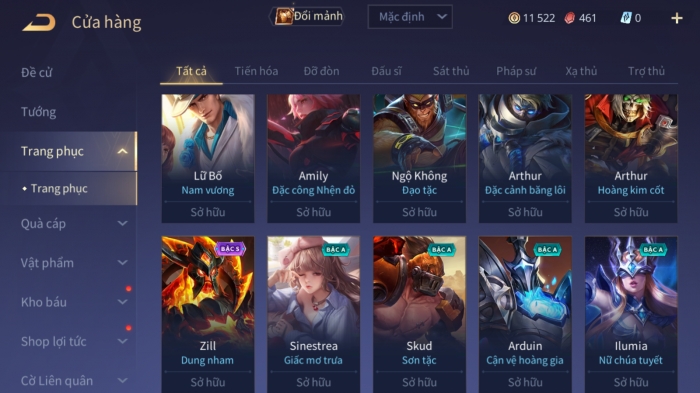 Cửa hàng
Đổi mảnh
Mặc định
11 522
461
0
Đề cử
Tướng
Trang phục
Trang phục
Quà cáp
Vật phẩm
Kho báu
Shop lợi tức
Cờ Liên quân
Tất cả Tiến hóa Đỡ đòn Đấu sĩ Sát thủ Pháp sư Xạ thủ Trợ thủ
Lữ Bố
Nam vương
Sở hữu
Amily
Đặc công Nhện đỏ
Sở hữu
Ngộ Không
Đạo tặc
Sở hữu
Arthur
Đặc cảnh băng lôi
Sở hữu
Arthur
Hoàng kim cốt
Sở hữu
BẬC S
Zill
Dung nham
Sở hữu
BẬC A
Sinestrea
Giấc mơ trưa
Sở hữu
BẬC A
Skud
Sơn tặc
Sở hữu
BẬC A
Arduin
Cận vệ hoàng gia
Sở hữu
BẬC A
Ilumia
Nữ chúa tuyết
Sở hữu